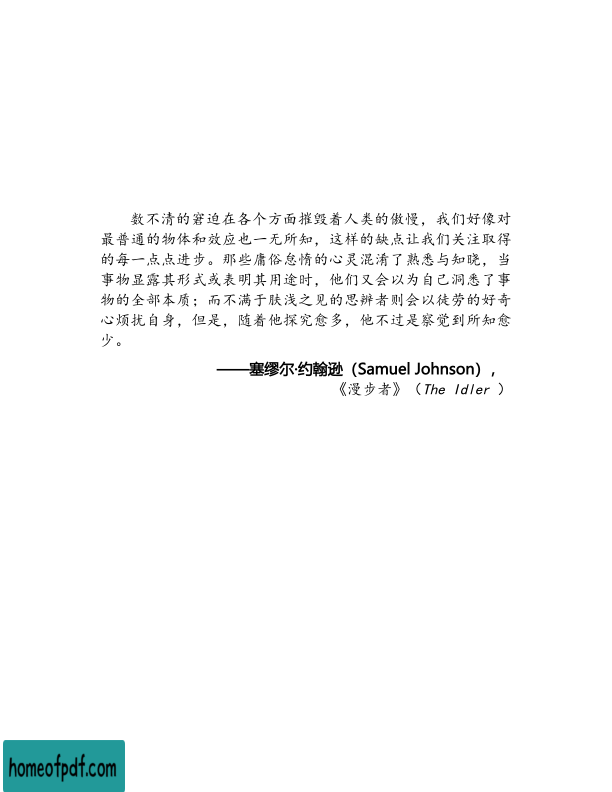 数不清的窘迫在各个方面摧毁着人类的傲慢，我们好像对
最普通的物体和效应也一无所知，这样的缺点让我们关注取得
的每一点点进步。那些庸俗怠惰的心灵混淆了熟悉与知晓，当
事物显露其形式或表明其用途时，他们又会以为自己洞悉了事
物的全部本质；而不满于肤浅之见的思辨者则会以徒劳的好奇
心烦扰自身，但是，随着他探究愈多，他不过是察觉到所知愈
少。
——塞缪尔·约翰逊（Samuel Johnson），
《漫步者》（The Idler ）
homeofpdf.com